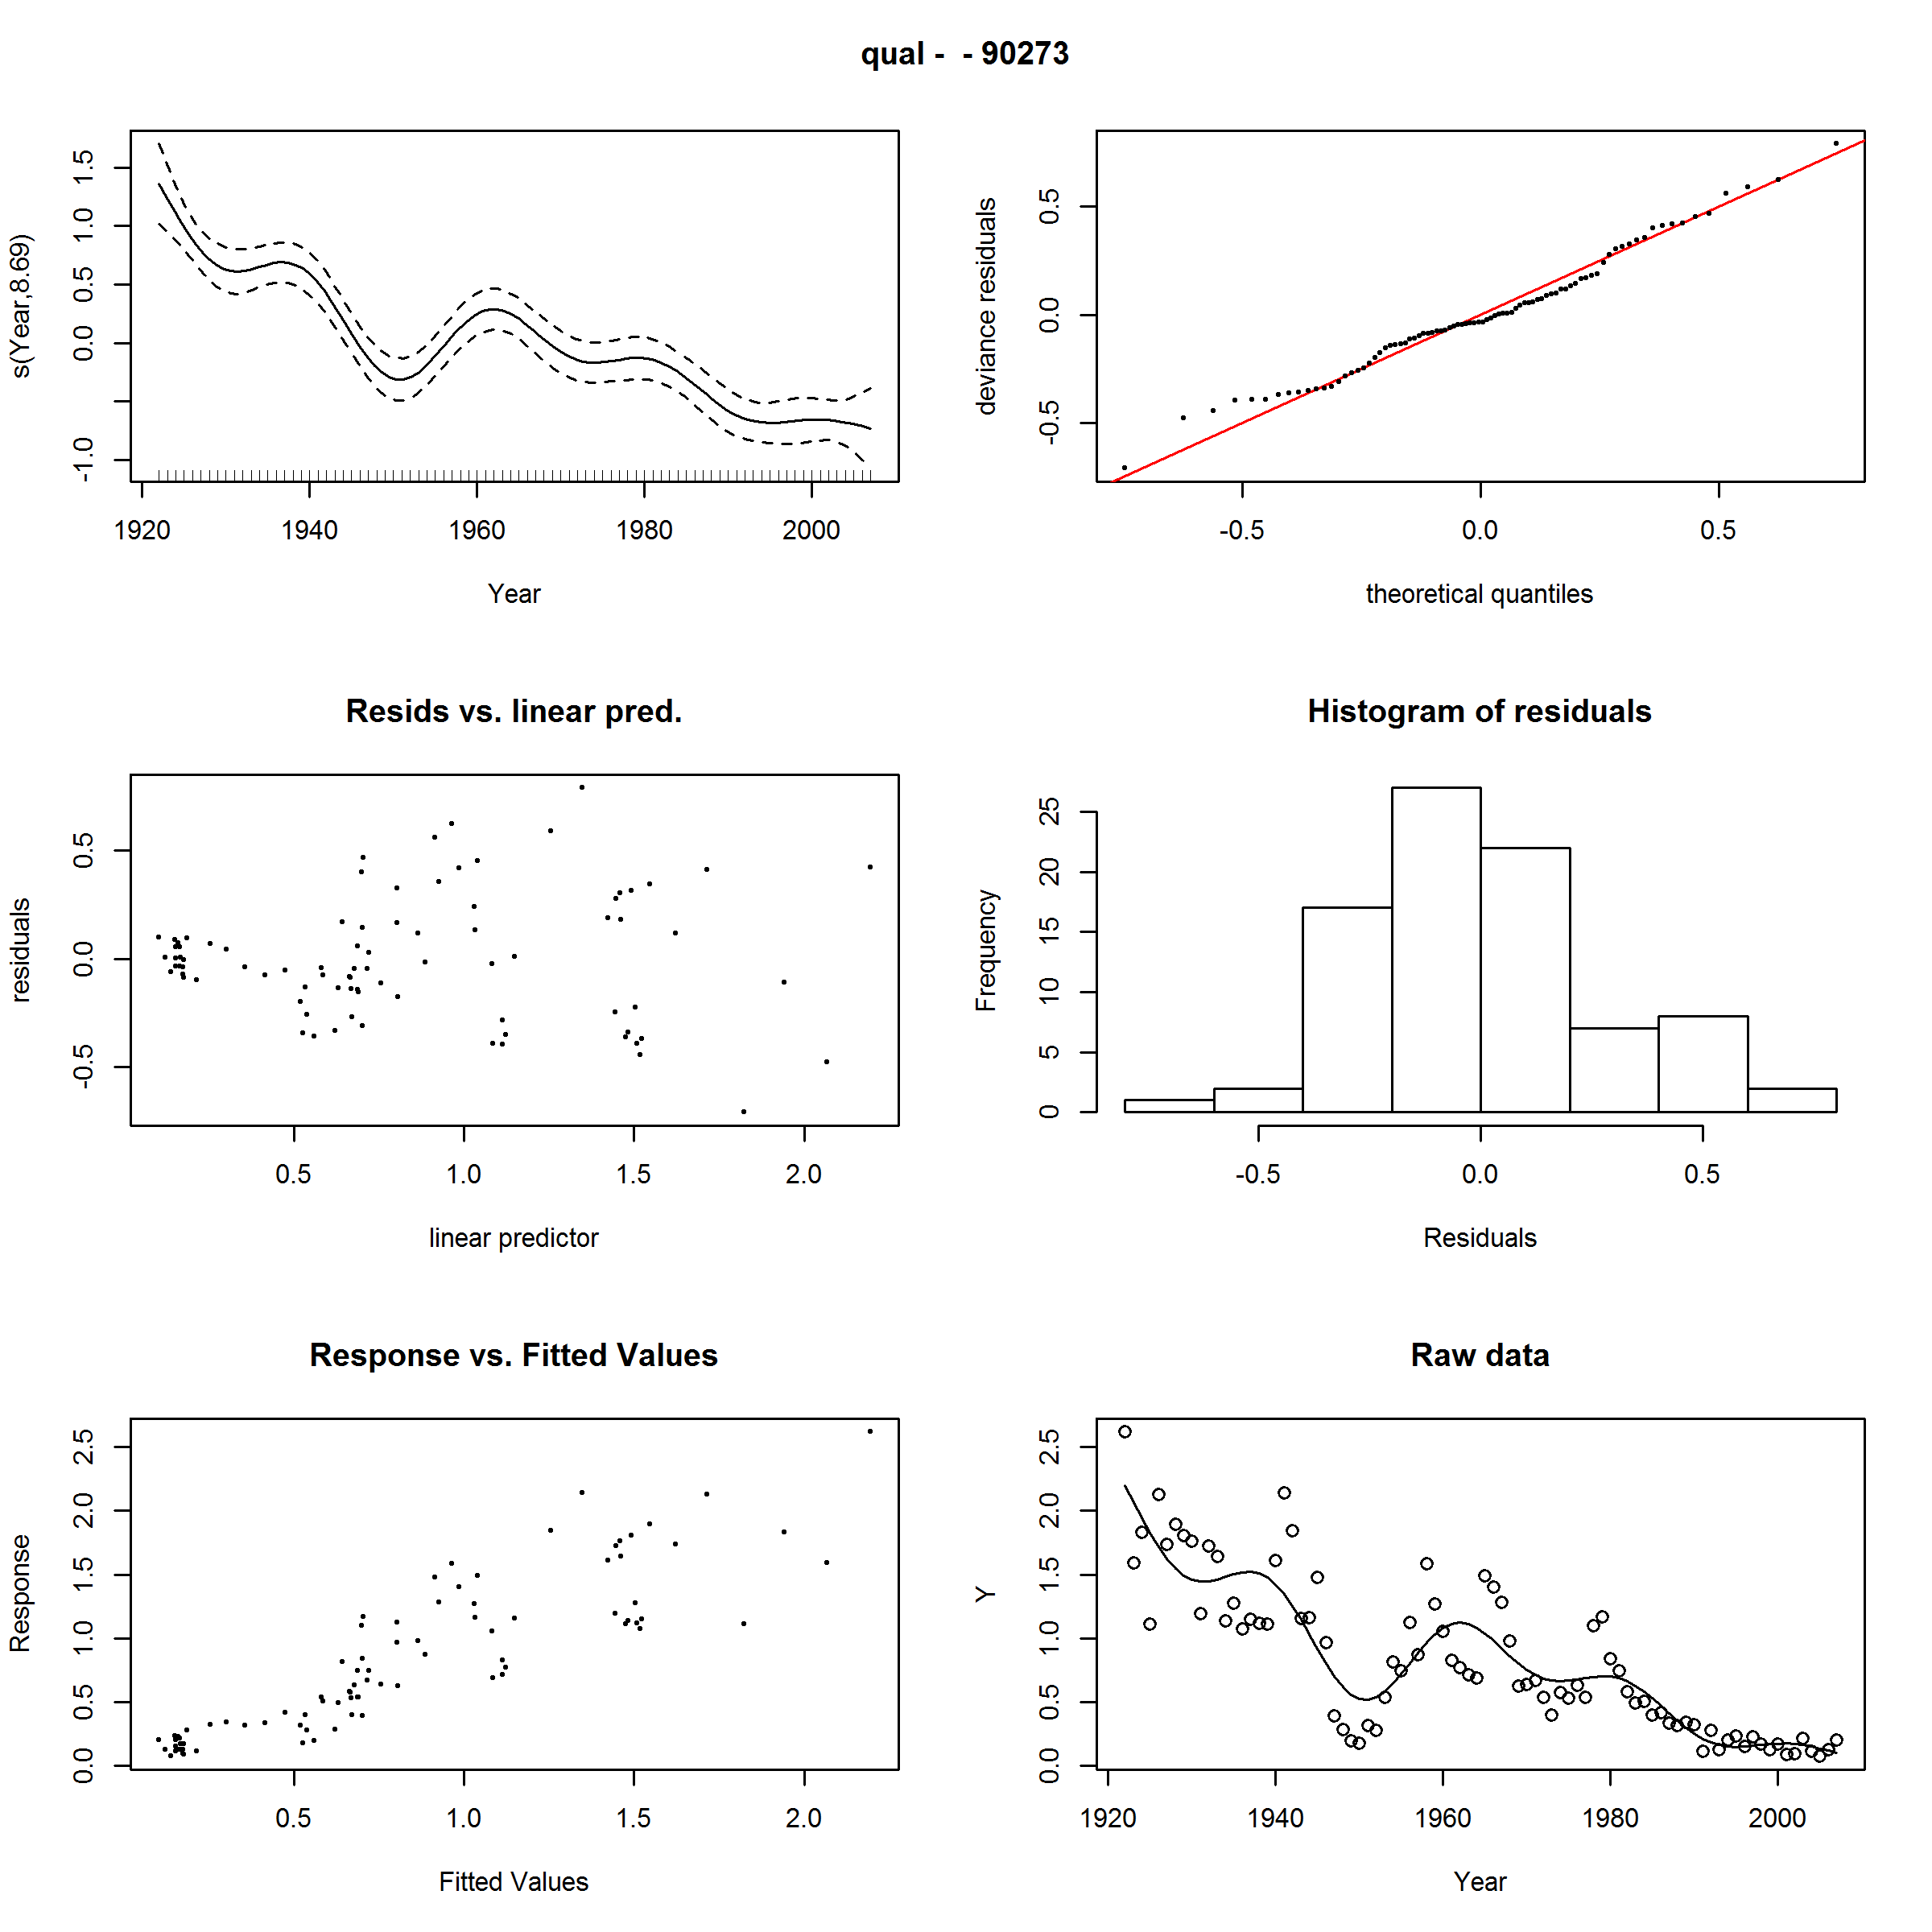 qual -  - 90273
s(Year,8.69)
1.5
1.0
0.5
0.0
-1.0
1920 1940 1960 1980 2000
Year
deviance residuals
0.5
0.0
-0.5
-0.5 0.0 0.5
theoretical quantiles
Resids vs. linear pred.
residuals
0.5
0.0
-0.5
0.5 1.0 1.5 2.0
linear predictor
Histogram of residuals
Frequency
25
20
15
10
5
0
-0.5 0.0 0.5
Residuals
Response vs. Fitted Values
Response
2.5
2.0
1.5
1.0
0.5
0.0
0.5 1.0 1.5 2.0
Fitted Values
Raw data
Y
2.5
2.0
1.5
1.0
0.5
0.0
1920 1940 1960 1980 2000
Year